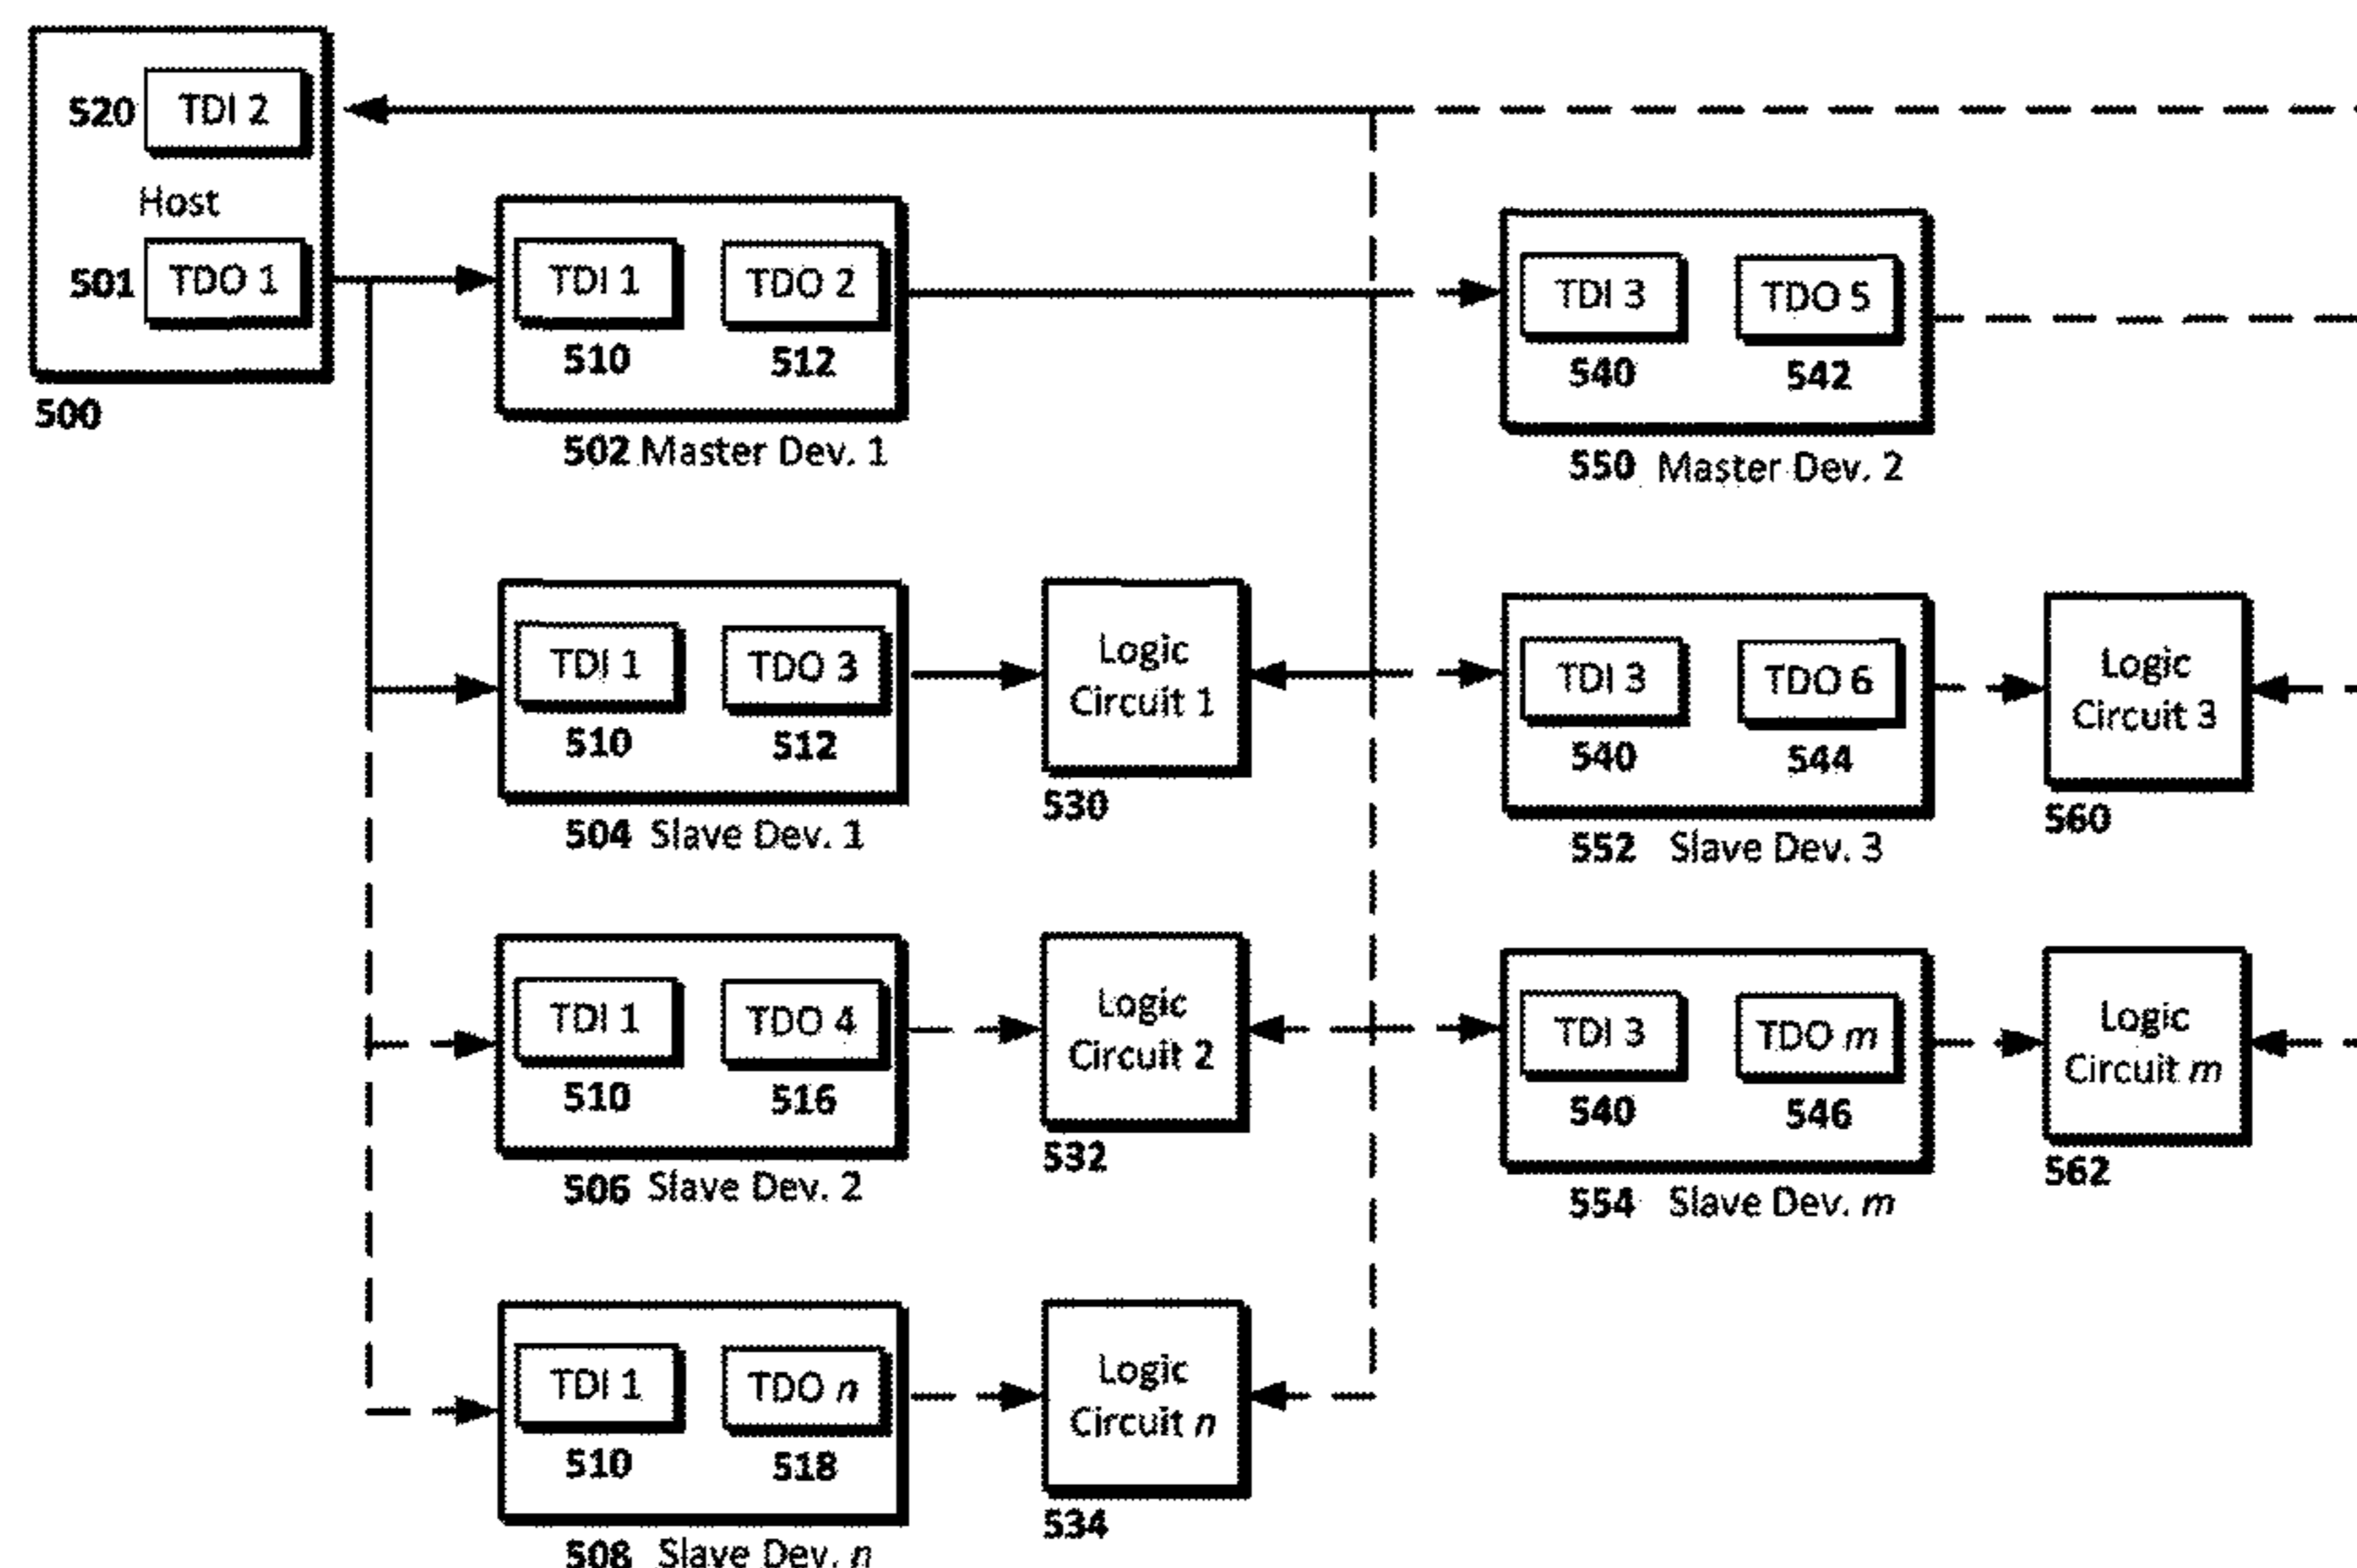 520 TDI 2
Host
501 TDO 1
500
TDI 1 TDO 2
510 512
502 Master Dev. 1
TDI 3 TDO 5
540 542
550 Master Dev. 2
TDI 1 TDO 3
510 512
504 Slave Dev. 1
Logic
Circuit 1
530
TDI 3 TDO 6
540 544
552 Slave Dev. 3
Logic
Circuit 3
560
TDI 1 TDO 4
510 516
506 Slave Dev. 2
Logic
Circuit 2
532
TDI 3 TDO m
540 546
554 Slave Dev. m
Logic
Circuit m
562
TDI 1 TDO n
510 518
508 Slave Dev. n
Logic
Circuit n
534